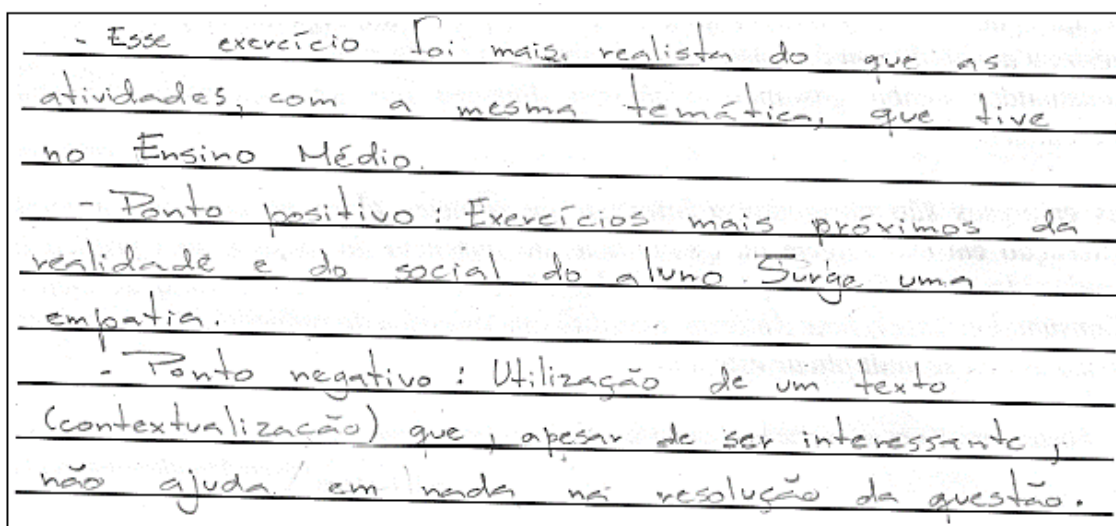 - Esse exercício foi mais realista do que as
atividades, com a mesma temática, que tive
no Ensino Médio.
- Ponto positivo Exercícios mais próximos da
realidade e do social do aluno. Surge uma
empatia.
- Ponto negativo: Utilização de um texto
(contextualização) que, apesar de ser interessante,
não ajuda em nada na resolução da questão.